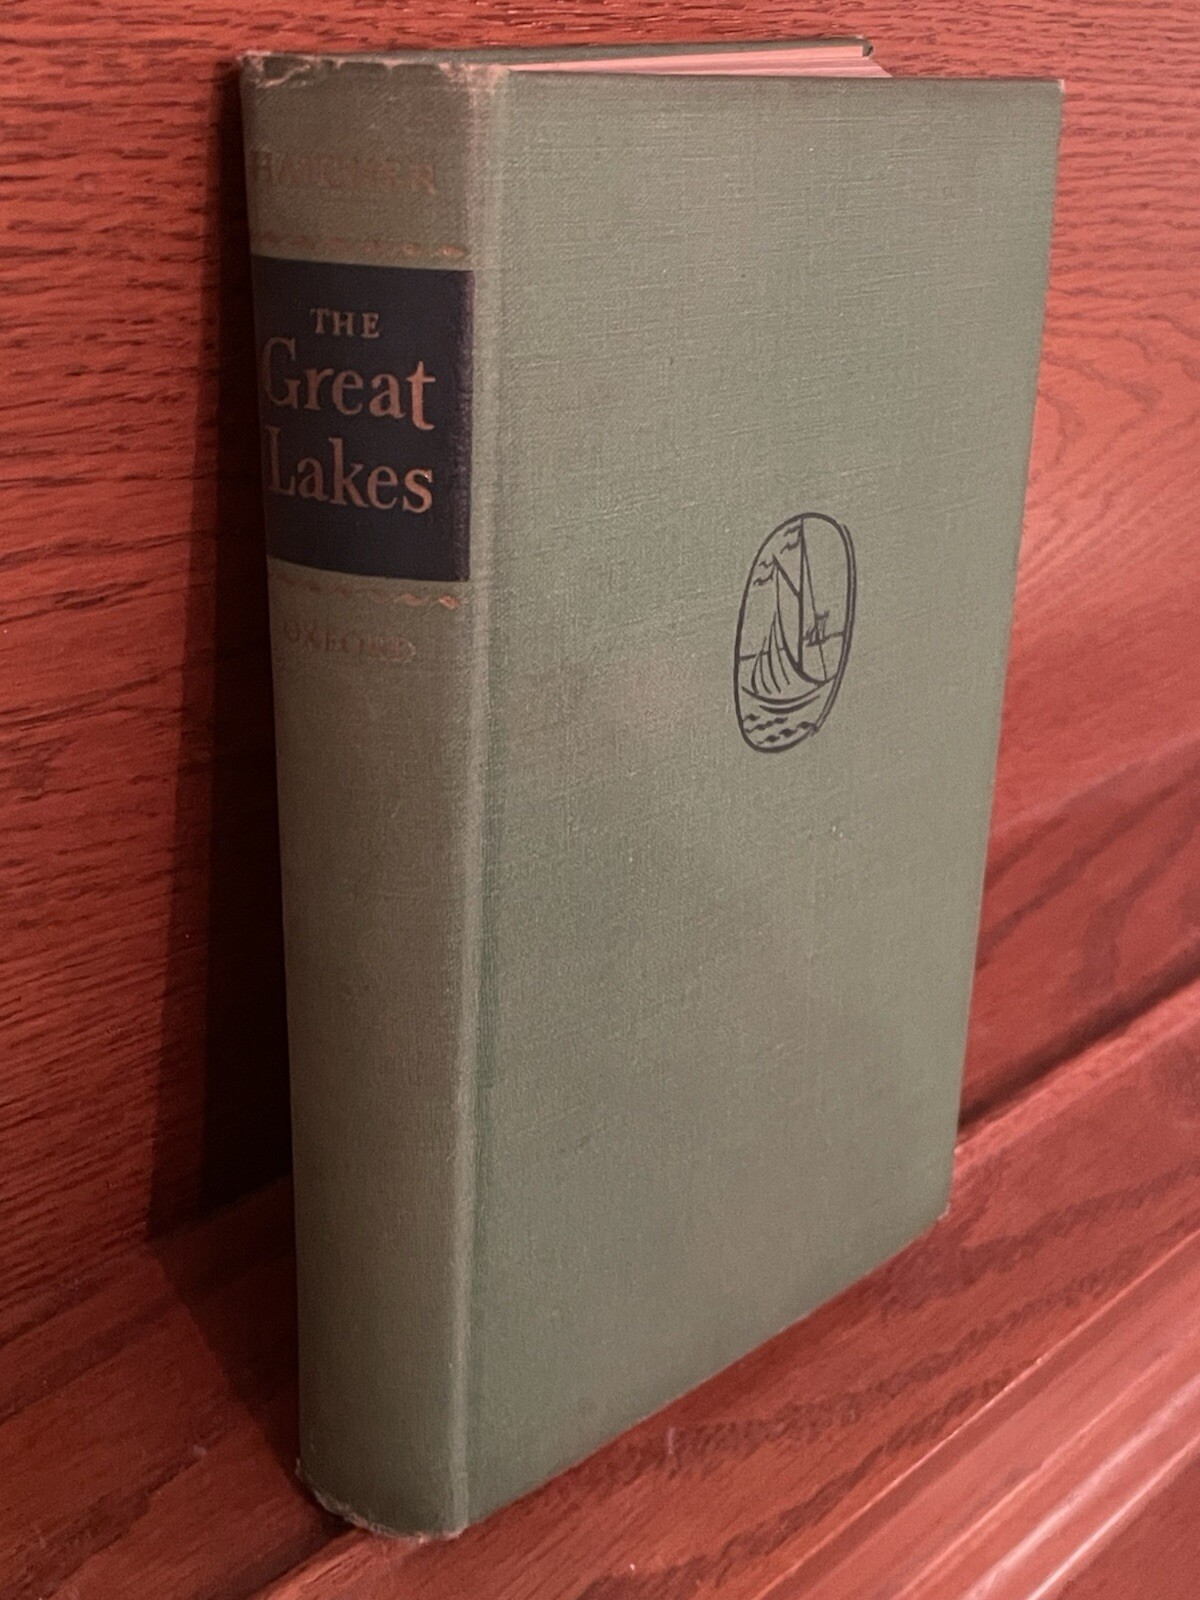 HATCHER
THE
Great
Lakes
OXFORD